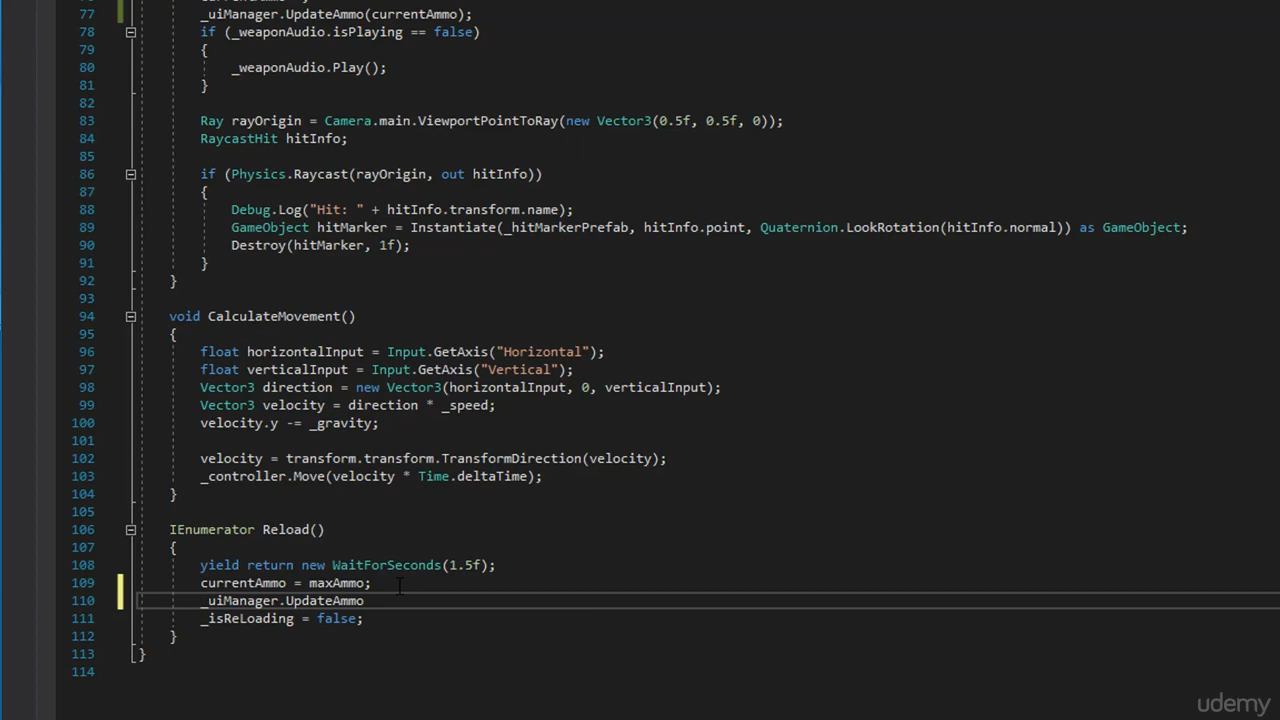 77 _uiManager.UpdateAmmo(currentAmmo);
78 if (_weaponAudio.isPlaying == false)
79 {
80 _weaponAudio.Play();
81 }
82
83 Ray rayOrigin = Camera.main.ViewportPointToRay(new Vector3(0.5f, 0.5f, 0));
84 RaycastHit hitInfo;
85
86 if (Physics.Raycast(rayOrigin, out hitInfo))
87 {
88 Debug.Log("Hit: " + hitInfo.transform.name);
89 GameObject hitMarker = Instantiate(_hitMarkerPrefab, hitInfo.point, Quaternion.LookRotation(hitInfo.normal)) as GameObject;
90 Destroy(hitMarker, 1f);
91 }
92 }
93
94 void CalculateMovement()
95 {
96 float horizontalInput = Input.GetAxis("Horizontal");
97 float verticalInput = Input.GetAxis("Vertical");
98 Vector3 direction = new Vector3(horizontalInput, 0, verticalInput);
99 Vector3 velocity = direction * _speed;
100 velocity.y -= _gravity;
101
102 velocity = transform.transform.TransformDirection(velocity);
103 _controller.Move(velocity * Time.deltaTime);
104 }
105
106 IEnumerator Reload()
107 {
108 yield return new WaitForSeconds(1.5f);
109 currentAmmo = maxAmmo;
110 _uiManager.UpdateAmmo
111 _isReLoading = false;
112 }
113 }
114
udemy